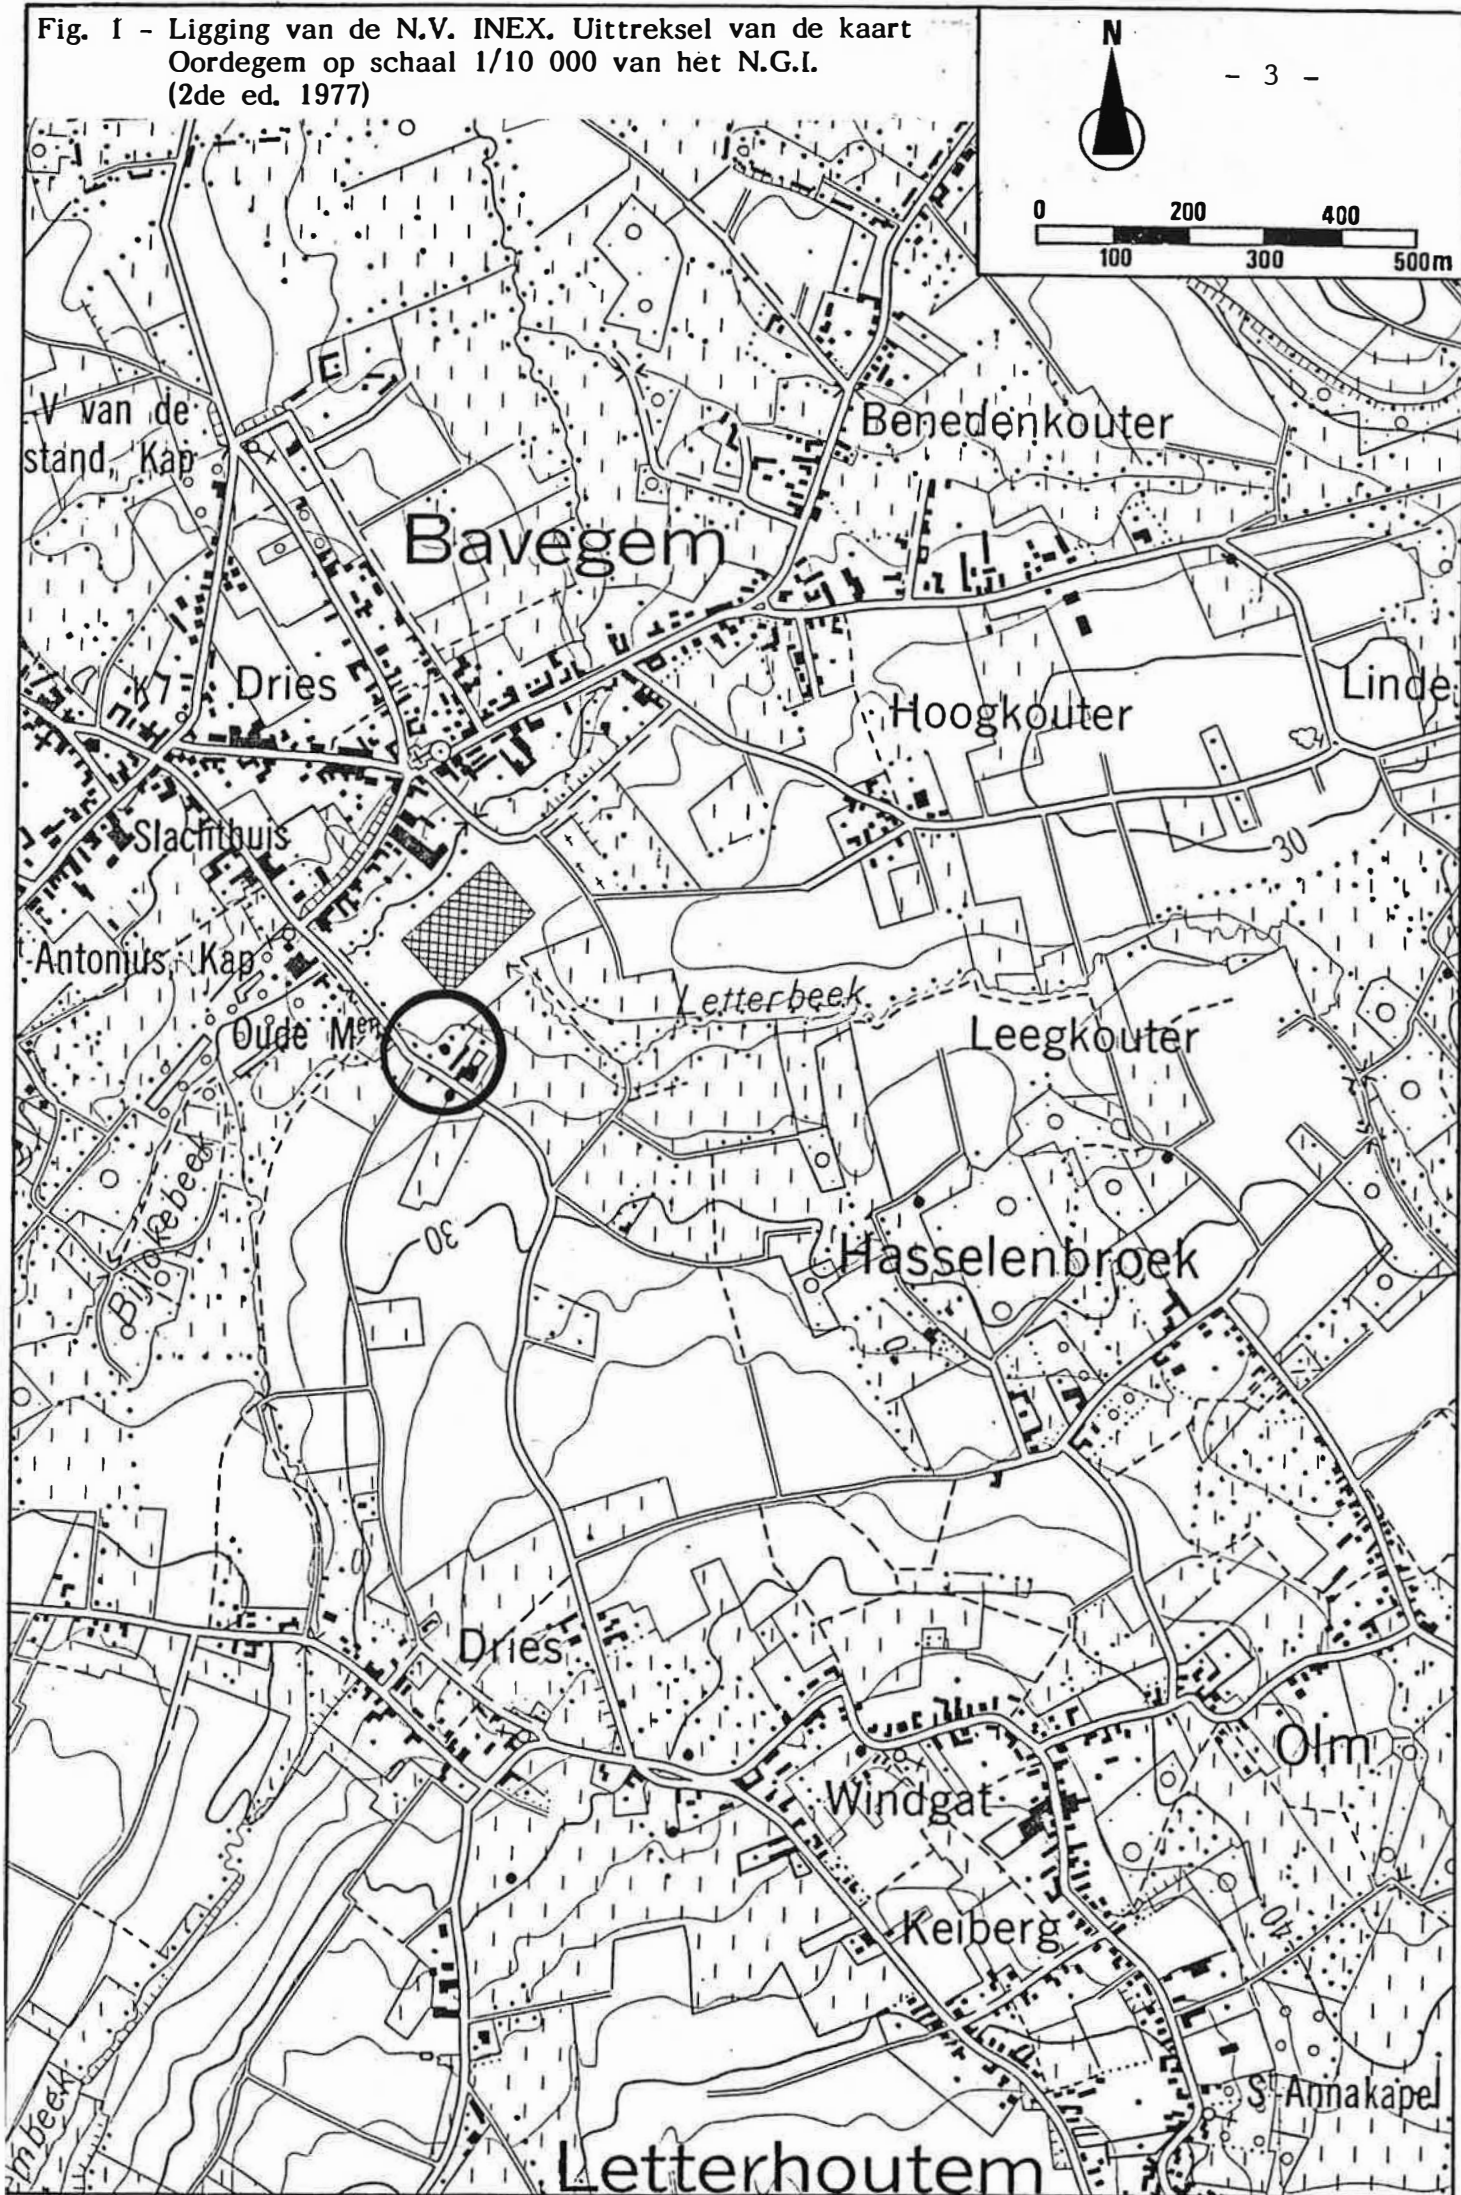 Fig. 1 - Ligging van de N.V. INEX. Uittreksel van de kaart
Oordegem op schaal 1/10 000 van het N.G.I.
(2de ed. 1977)
N
- 3 -
0 200 400
100 300 500m
V van de
stand, Kap
Benedenkouter
Bavegem
Dries
Linde
Hoogkouter
Slachthuis
30
Antonius Kap
Letterbeek
Oude Men
Leegkouter
Bijlokebeek
30
Hasselenbroek
Dries
Olm
Windgat
Keiberg
40
St Annakapel
mbeek
Letterhoutem